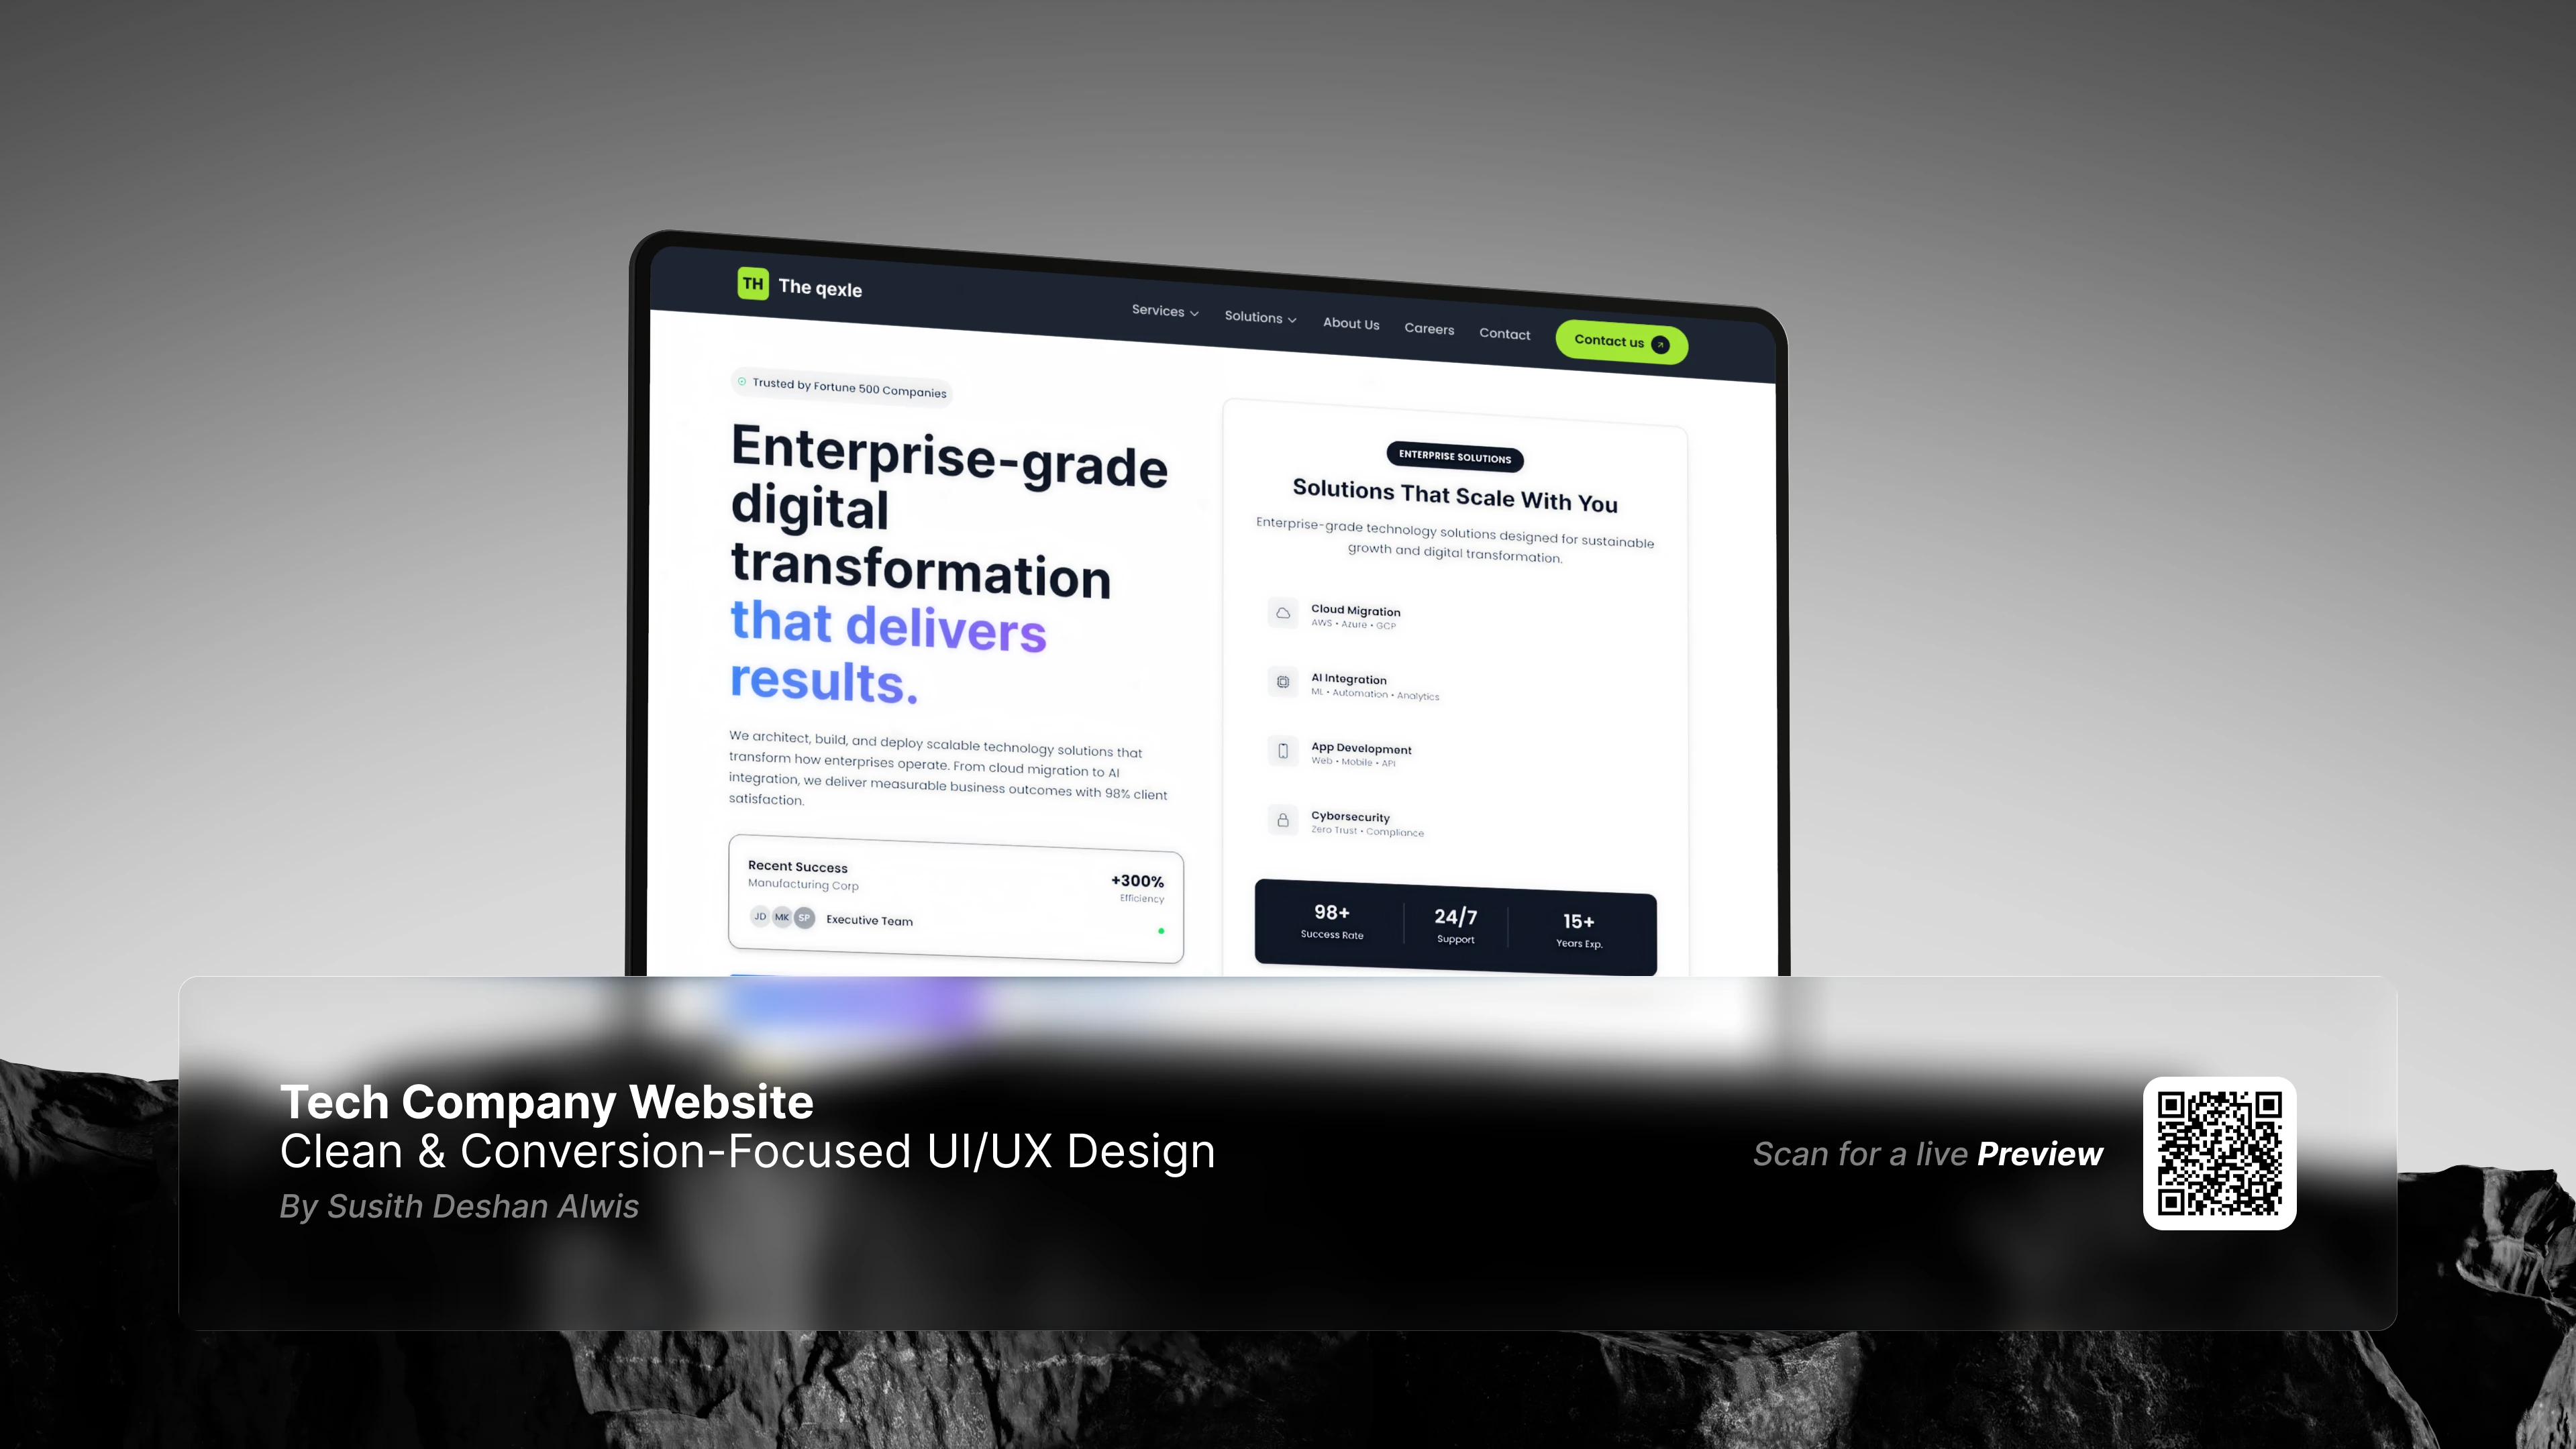 TH The qexle
Services
Solutions
About Us
Careers
Contact
Contact us
Trusted by Fortune 500 Companies
Enterprise-grade
digital
transformation
that delivers
results.
We architect, build, and deploy scalable technology solutions that
transform how enterprises operate. From cloud migration to AI
integration, we deliver measurable business outcomes with 98% client
satisfaction.
Recent Success
Manufacturing Corp
+300%
Efficiency
JD MK SP Executive Team
ENTERPRISE SOLUTIONS
Solutions That Scale With You
Enterprise-grade technology solutions designed for sustainable
growth and digital transformation.
Cloud Migration
AWS • Azure • GCP
AI Integration
ML • Automation • Analytics
App Development
Web • Mobile • API
Cybersecurity
Zero Trust • Compliance
98+
Success Rate
24/7
Support
15+
Years Exp.
Tech Company Website
Clean & Conversion-Focused UI/UX Design
By Susith Deshan Alwis
Scan for a live Preview